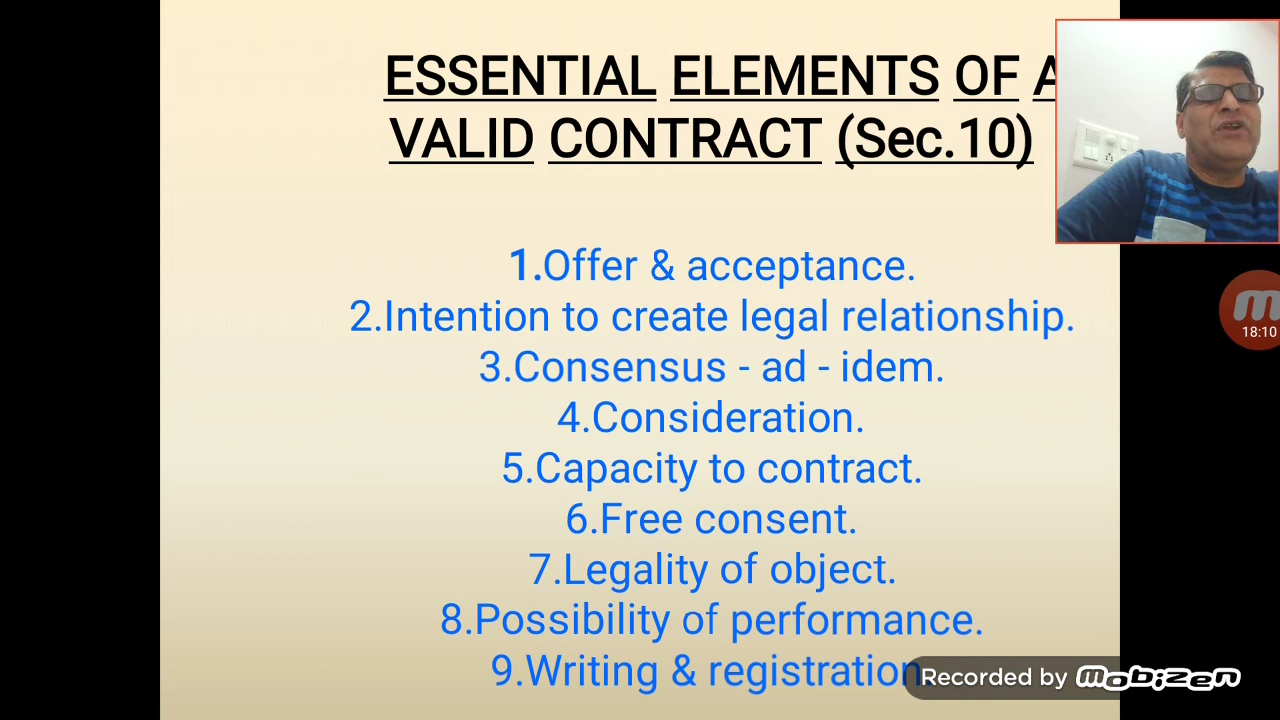 ESSENTIAL ELEMENTS OF A
VALID CONTRACT (Sec.10)
1.Offer & acceptance.
2.Intention to create legal relationship.
3.Consensus - ad - idem.
4.Consideration.
5.Capacity to contract.
6.Free consent.
7.Legality of object.
8.Possibility of performance.
9.Writing & registration.
18:10
Recorded by mobizen